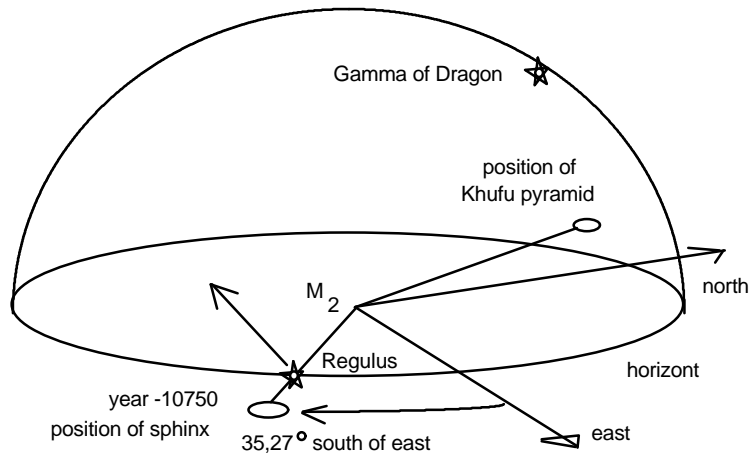 Gamma of Dragon
position of
Khufu pyramid
north
M2
Regulus
horizont
year -10750
position of sphinx
35,27° south of east
east